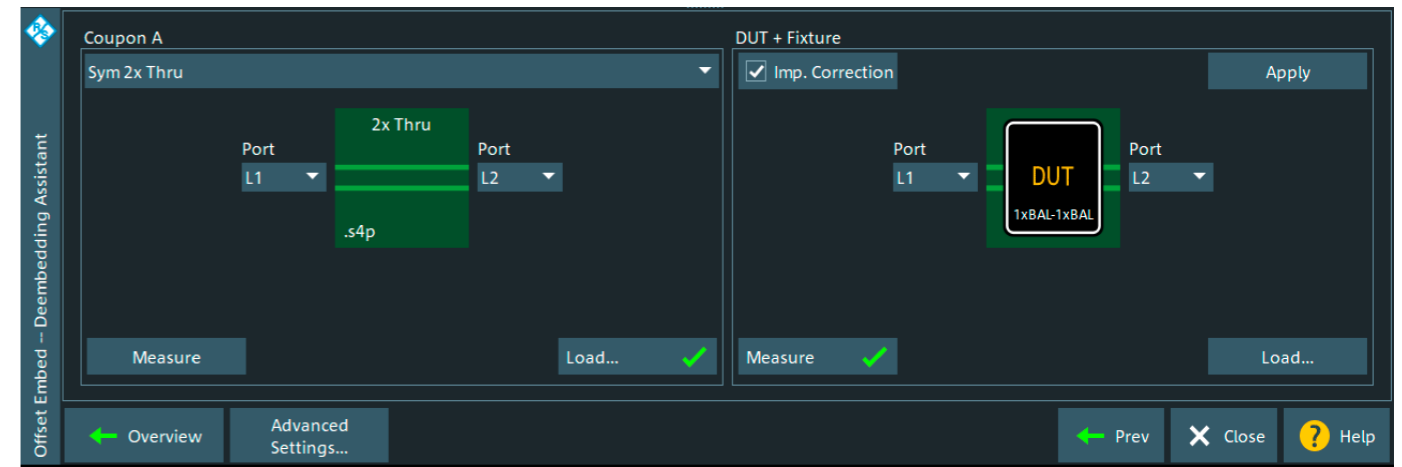 R&S
Offset Embed -- Deembedding Assistant
Coupon A
Sym 2x Thru
2x Thru
Port
L1
Port
L2
.s4p
Measure
Load...
DUT + Fixture
Imp. Correction
Apply
Port
L1
DUT
1xBAL-1xBAL
Port
L2
Measure
Load...
Overview
Advanced
Settings...
Prev
Close
? Help